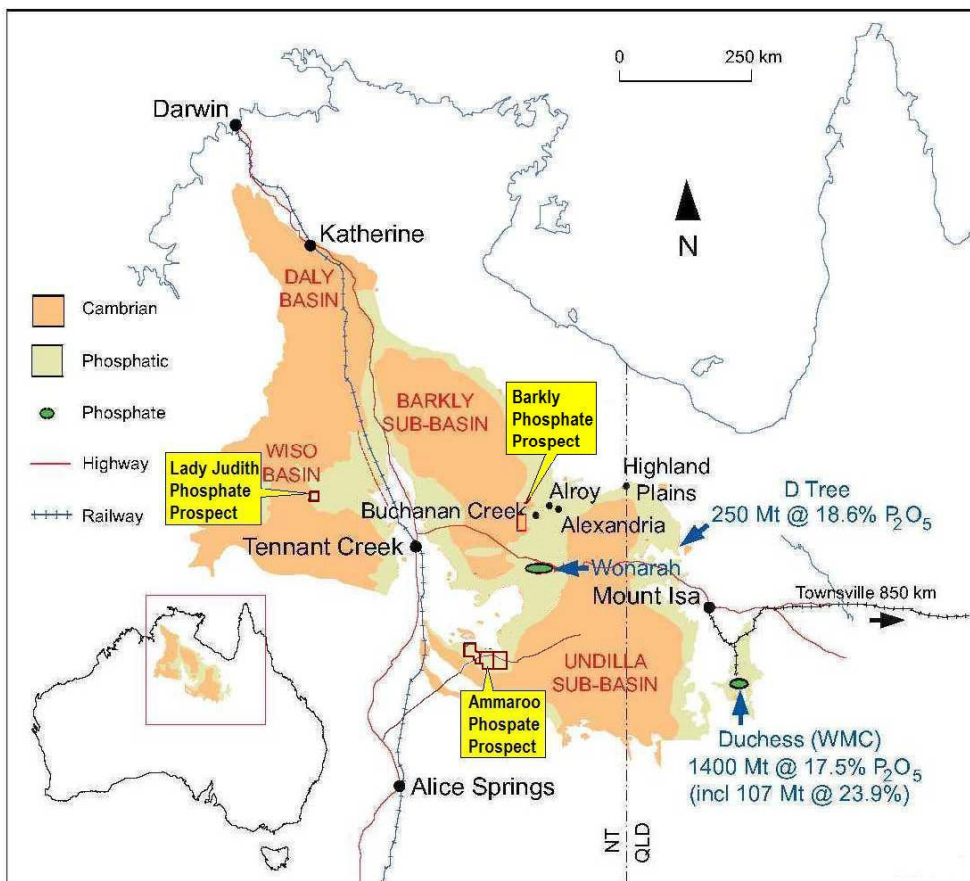 0
250 km
Darwin
N
Katherine
DALY
BASIN
Cambrian
Phosphatic
Phosphate
Highway
Railway
BARKLY
SUB-BASIN
Barkly
Phosphate
Prospect
WISO
BASIN
Lady Judith
Phosphate
Prospect
Highland
Plains
Alroy
Buchanan Creek
Alexandria
D Tree
250 Mt @ 18.6% P₂O₅
Tennant Creek
Wonarah
Mount Isa
Townsville 850 km
UNDILLA
SUB-BASIN
Ammaroo
Phospate
Prospect
Duchess (WMC)
1400 Mt @ 17.5% P₂O₅
(incl 107 Mt @ 23.9%)
Alice Springs
NT
QLD